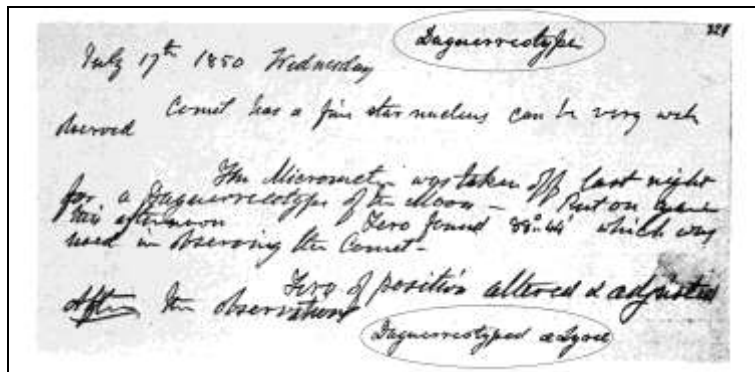 Daguerreotype
July 17th 1850 Wednesday
Comet has a fine star nucleus can be very well
observed
The Micrometer was taken off last night
for a Daguerreotype of the Moon — Put on again
this afternoon Zero found which was
used in observing the Comet —
Zero of position altered & adjusted
After the observations
Daguerreotyped α Lyrae